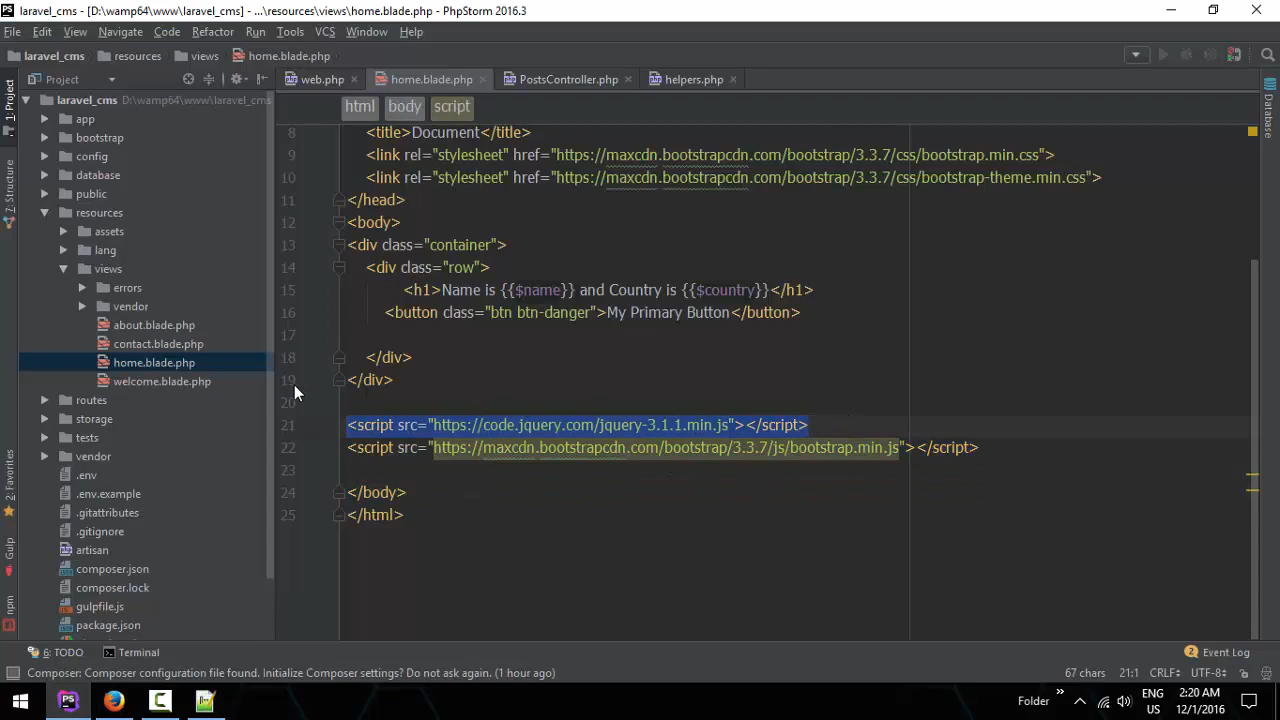 laravel_cms - [D:\wamp64\www\laravel_cms] - ...\resources\views\home.blade.php - PhpStorm 2016.3
File Edit View Navigate Code Refactor Run Tools VCS Window Help
laravel_cms resources views home.blade.php
Project
web.php home.blade.php PostsController.php helpers.php
html body script
1: Project
7: Structure
2: Favorites
Gulp
npm
Database
laravel_cms D:\wamp64\www\laravel_cms
app
bootstrap
config
database
public
resources
assets
lang
views
errors
vendor
about.blade.php
contact.blade.php
home.blade.php
welcome.blade.php
routes
storage
tests
vendor
.env
.env.example
.gitattributes
.gitignore
artisan
composer.json
composer.lock
gulpfile.js
package.json
8 <title>Document</title>
9 <link rel="stylesheet" href="https://maxcdn.bootstrapcdn.com/bootstrap/3.3.7/css/bootstrap.min.css">
10 <link rel="stylesheet" href="https://maxcdn.bootstrapcdn.com/bootstrap/3.3.7/css/bootstrap-theme.min.css">
11 </head>
12 <body>
13 <div class="container">
14 <div class="row">
15 <h1>Name is {{$name}} and Country is {{$country}}</h1>
16 <button class="btn btn-danger">My Primary Button</button>
17
18 </div>
19 </div>
20
21 <script src="https://code.jquery.com/jquery-3.1.1.min.js"></script>
22 <script src="https://maxcdn.bootstrapcdn.com/bootstrap/3.3.7/js/bootstrap.min.js"></script>
23
24 </body>
25 </html>
6: TODO Terminal 2 Event Log
Composer: Composer configuration file found. Initialize Composer settings? Do not ask again. (1 hour ago) 67 chars 21:1 CRLF÷ UTF-8÷
Folder ENG US 2:20 AM 12/1/2016